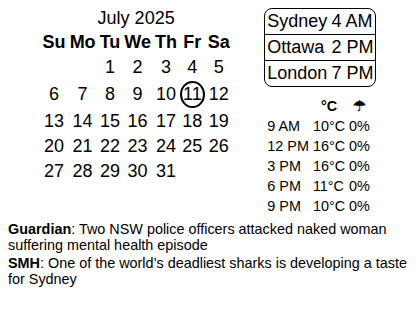 July 2025
Su Mo Tu We Th Fr Sa
1 2 3 4 5
6 7 8 9 10 11 12
13 14 15 16 17 18 19
20 21 22 23 24 25 26
27 28 29 30 31
Sydney 4 AM
Ottawa 2 PM
London 7 PM
°C ☂
9 AM 10°C 0%
12 PM 16°C 0%
3 PM 16°C 0%
6 PM 11°C 0%
9 PM 10°C 0%
Guardian: Two NSW police officers attacked naked woman
suffering mental health episode
SMH: One of the world's deadliest sharks is developing a taste
for Sydney